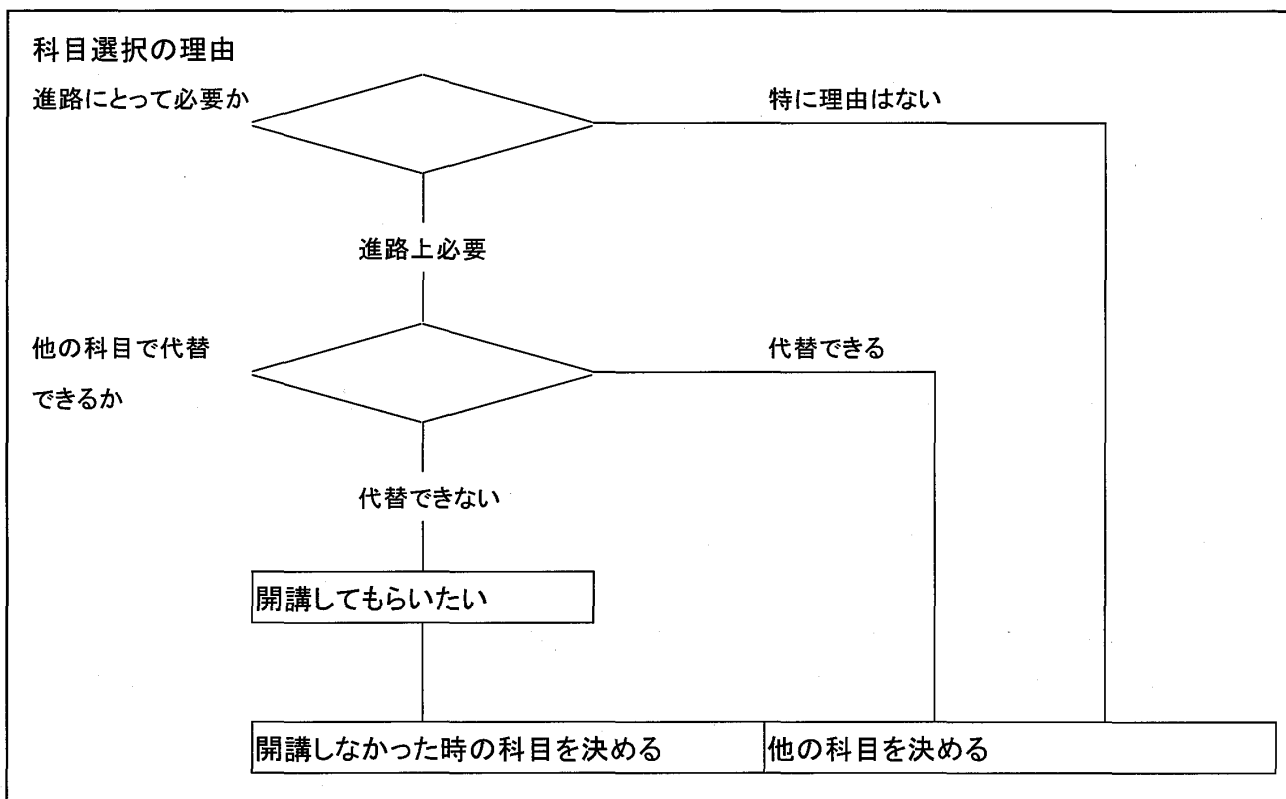 科目選択の理由
進路にとって必要か
特に理由はない
進路上必要
他の科目で代替
できるか
代替できる
代替できない
開講してもらいたい
開講しなかった時の科目を決める
他の科目を決める